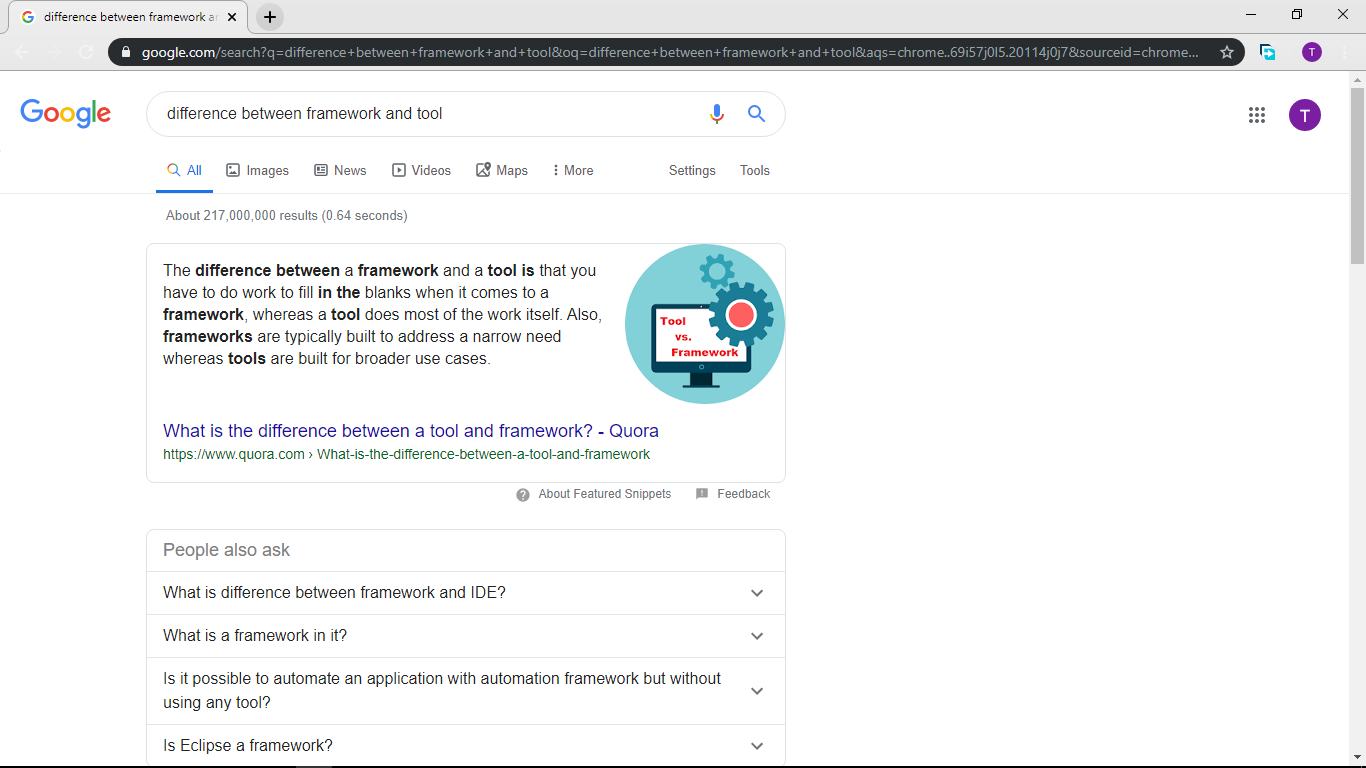 difference between framework ar
google.com/search?q=difference+between+framework+and+tool&oq=difference+between+framework+and+tool&aqs=chrome..69i57j0l5.20114j0j7&sourceid=chrome...
T
Google
difference between framework and tool
T
All Images News Videos Maps More Settings Tools
About 217,000,000 results (0.64 seconds)
The difference between a framework and a tool is that you
have to do work to fill in the blanks when it comes to a
framework, whereas a tool does most of the work itself. Also,
frameworks are typically built to address a narrow need
whereas tools are built for broader use cases.
Tool
vs.
Framework
What is the difference between a tool and framework? - Quora
https://www.quora.com › What-is-the-difference-between-a-tool-and-framework
About Featured Snippets Feedback
People also ask
What is difference between framework and IDE?
What is a framework in it?
Is it possible to automate an application with automation framework but without
using any tool?
Is Eclipse a framework?